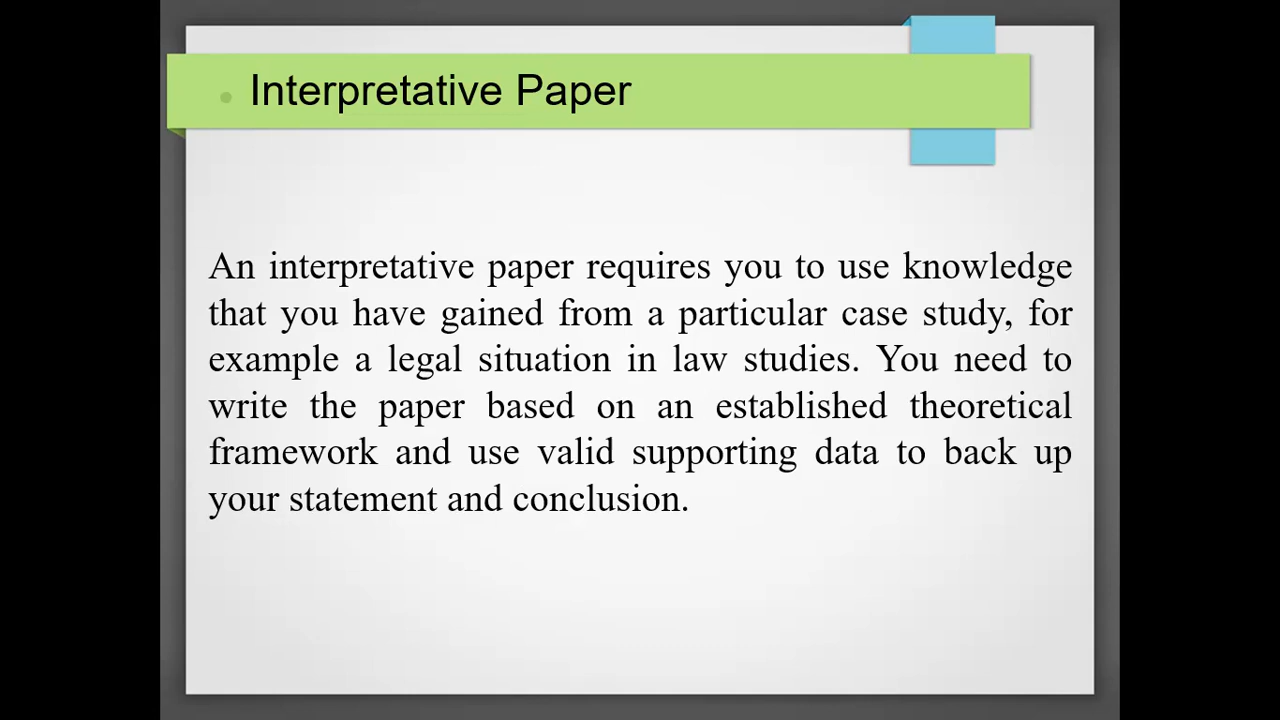 Interpretative Paper
An interpretative paper requires you to use knowledge
that you have gained from a particular case study, for
example a legal situation in law studies. You need to
write the paper based on an established theoretical
framework and use valid supporting data to back up
your statement and conclusion.